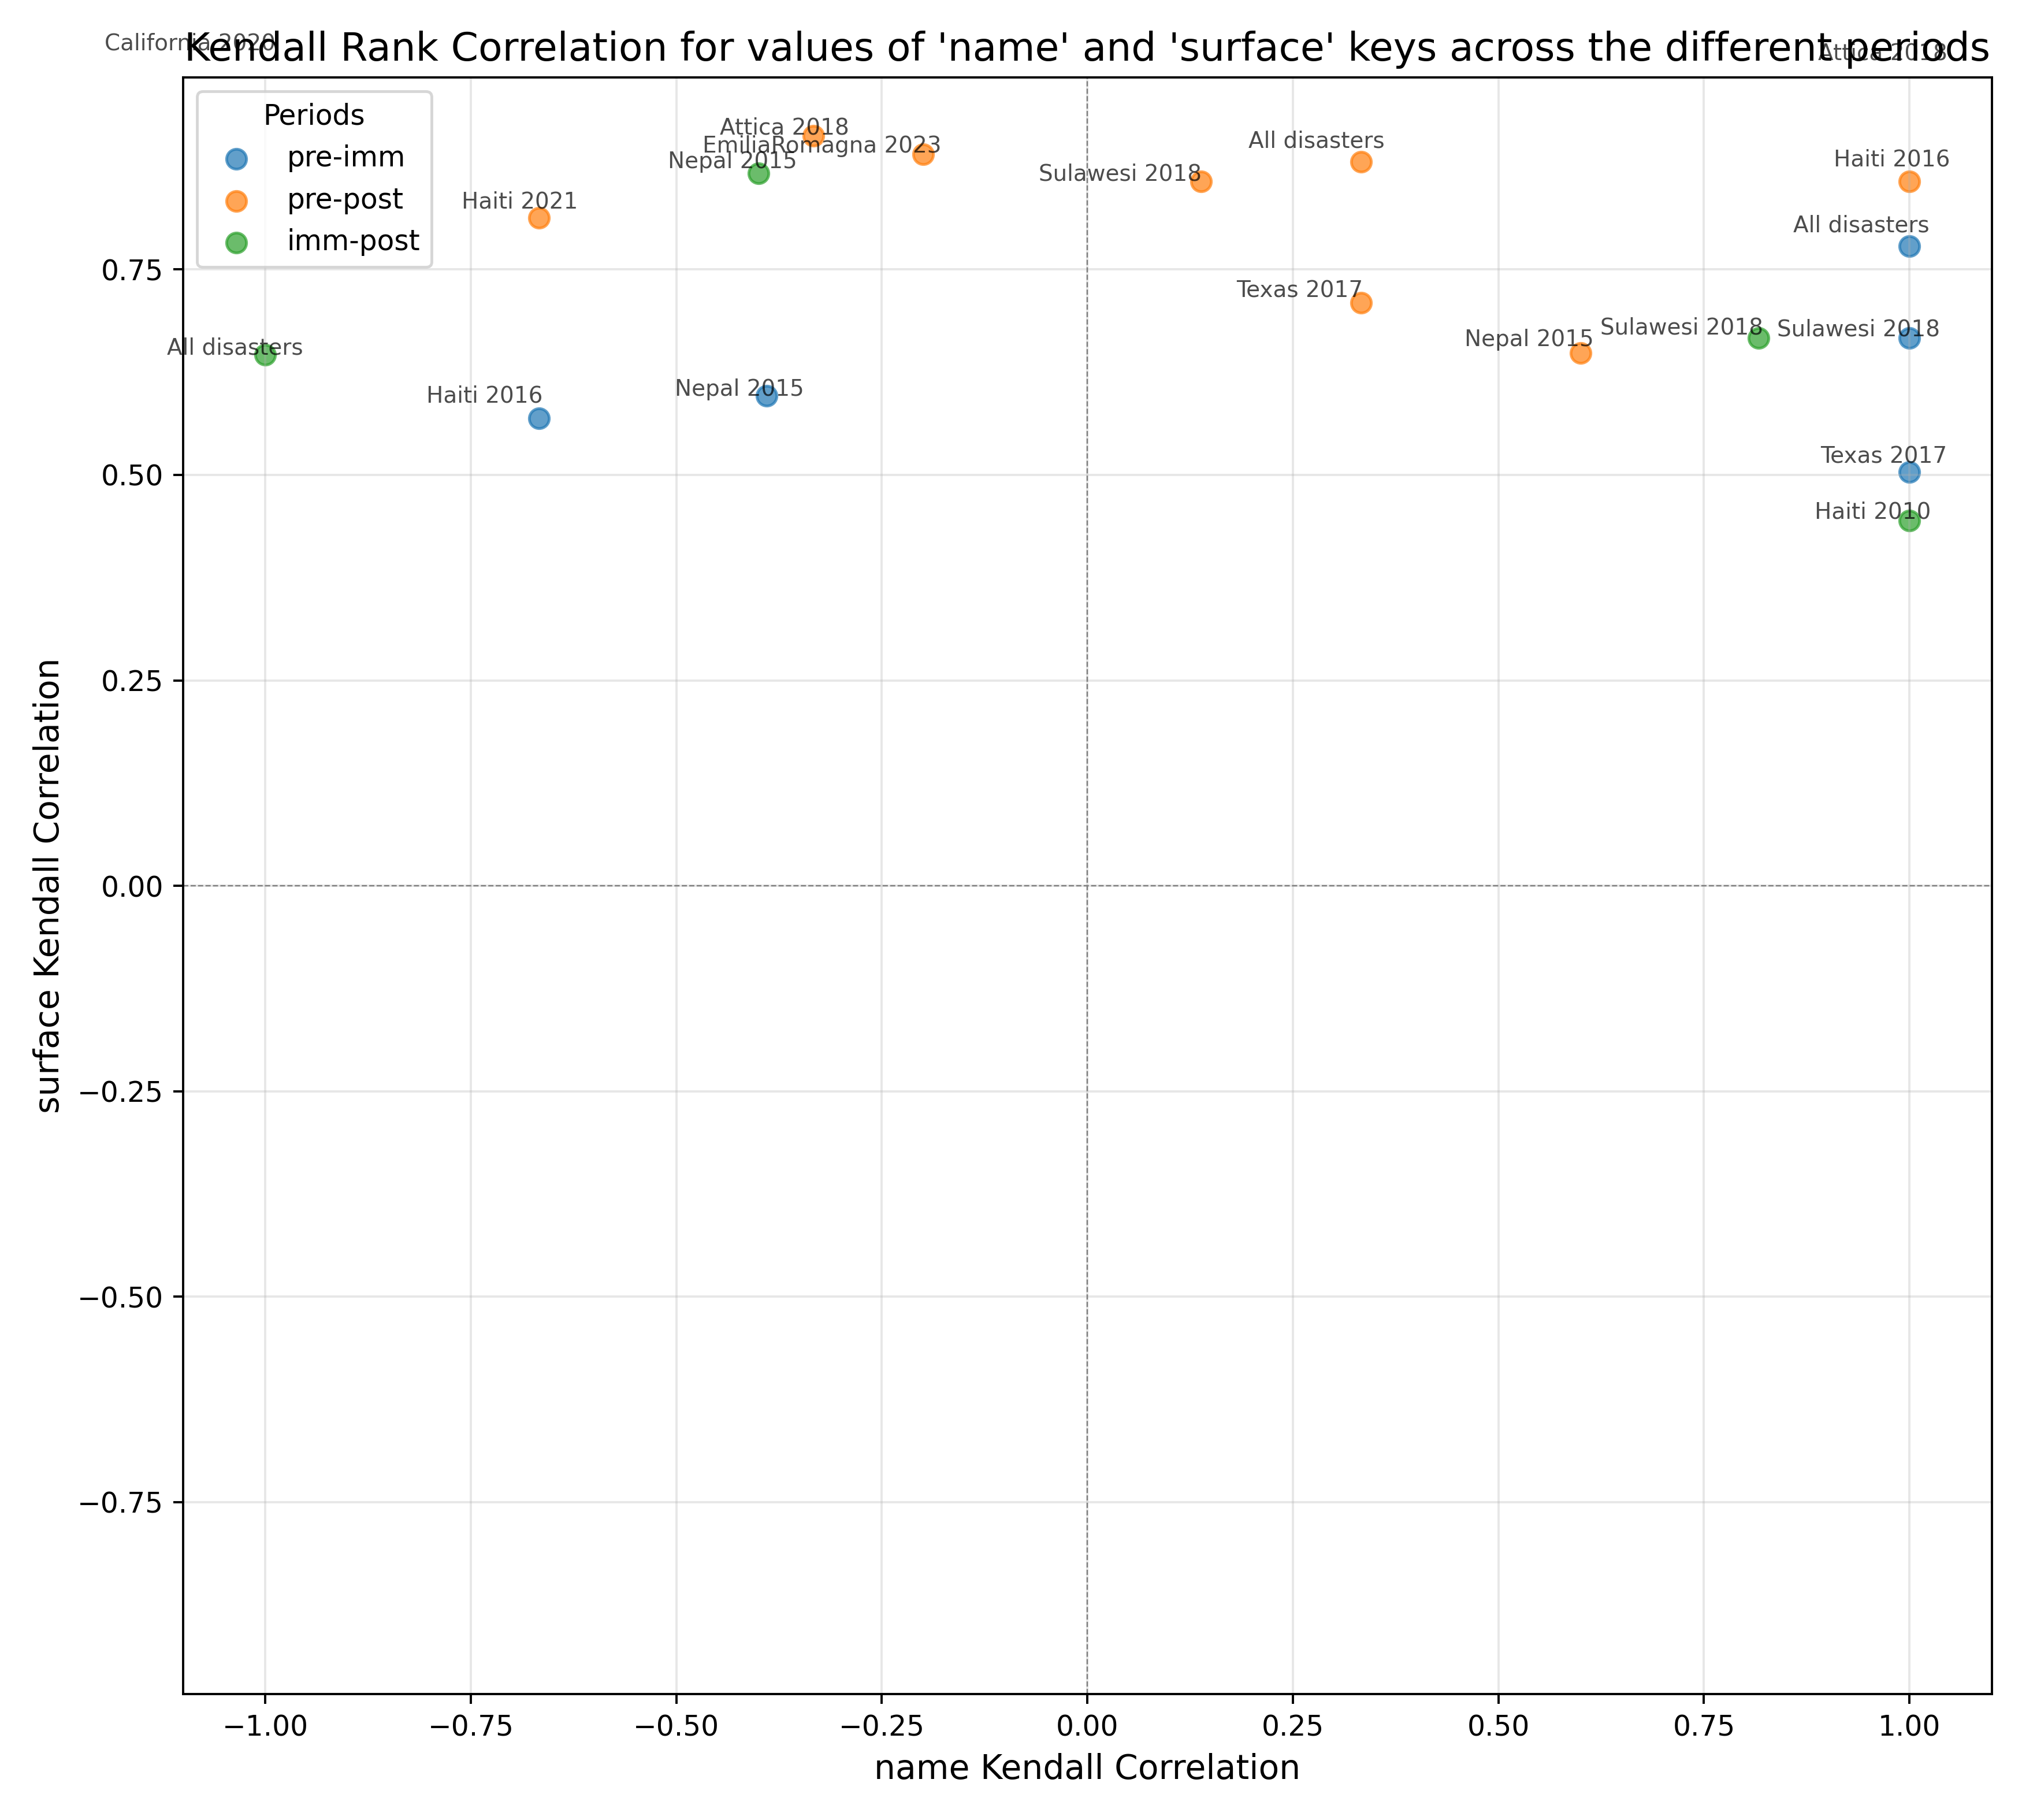 California 2020
Kendall Rank Correlation for values of 'name' and 'surface' keys across the different periods
Attica 2018
Periods
pre-imm
pre-post
imm-post
Attica 2018
EmiliaRomagna 2023
Nepal 2015
All disasters
Sulawesi 2018
Haiti 2016
Haiti 2021
All disasters
Texas 2017
Nepal 2015
Sulawesi 2018
Sulawesi 2018
All disasters
Haiti 2016
Nepal 2015
Texas 2017
Haiti 2010
0.75
0.50
0.25
0.00
−0.25
−0.50
−0.75
surface Kendall Correlation
−1.00
−0.75
−0.50
−0.25
0.00
0.25
0.50
0.75
1.00
name Kendall Correlation